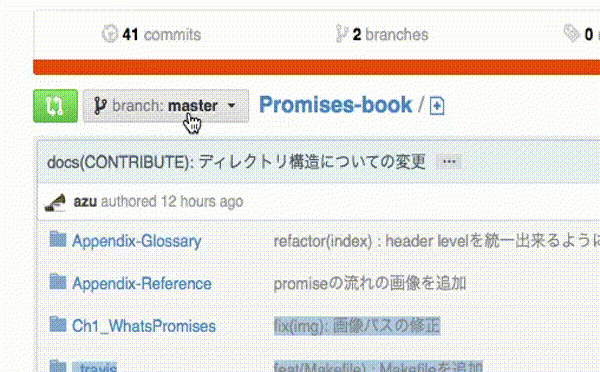 41 commits
2 branches
0
branch: master
Promises-book /
docs(CONTRIBUTE): ディレクトリ構造についての変更 ...
azu authored 12 hours ago
Appendix-Glossary refactor(index) : header levelを統一出来るように
Appendix-Reference promiseの流れの画像を追加
Ch1_WhatsPromises fix(img): 画像パスの修正
_travis feat(Makefile) : Makefileを追加